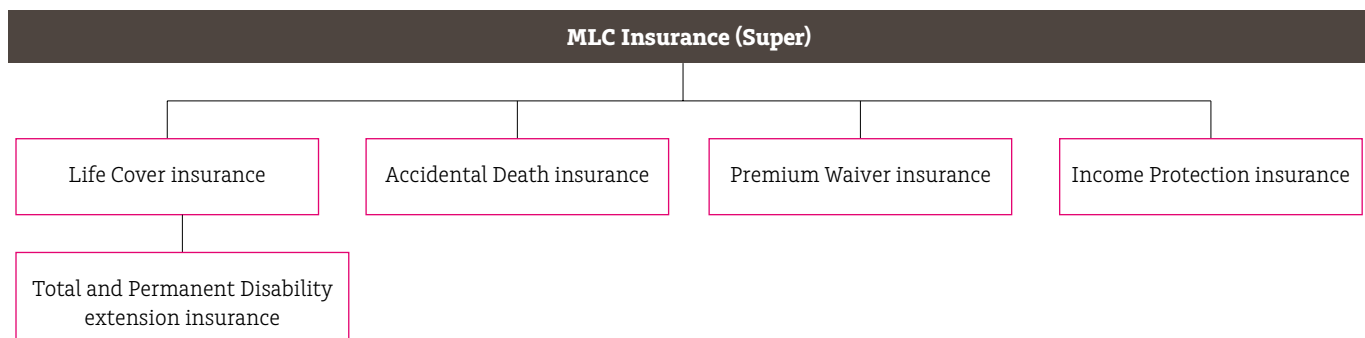 MLC Insurance (Super)
Life Cover insurance
Accidental Death insurance
Premium Waiver insurance
Income Protection insurance
Total and Permanent Disability
extension insurance